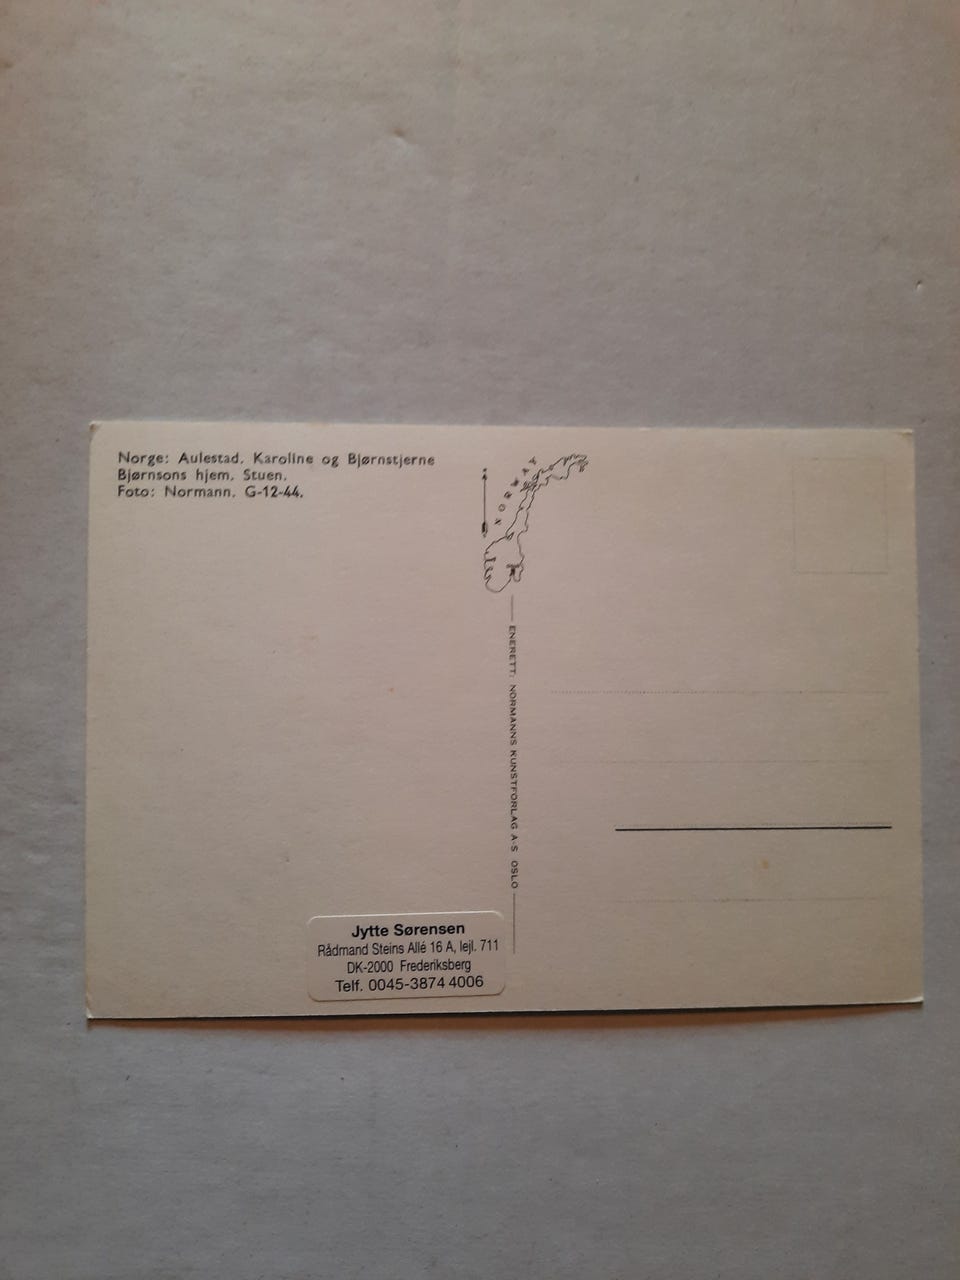 Norge: Aulestad. Karoline og Bjørnstjerne
Bjørnsons hjem. Stuen.
Foto: Normann. G-12-44.
NORWAY
ENERETT: NORMANNS KUNSTFORLAG A-S OSLO
Jytte Sørensen
Rådmand Steins Allé 16 A, lejl. 711
DK-2000 Frederiksberg
Telf. 0045-3874 4006